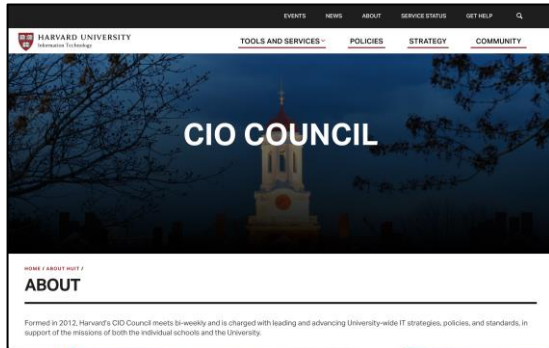 EVENTS NEWS ABOUT SERVICE STATUS GET HELP
HARVARD UNIVERSITY
Information Technology
TOOLS AND SERVICES POLICIES STRATEGY COMMUNITY
CIO COUNCIL
HOME / ABOUT HUIT /
ABOUT
Formed in 2012, Harvard's CIO Council meets bi-weekly and is charged with leading and advancing University-wide IT strategies, policies, and standards, in
support of the missions of both the individual schools and the University.